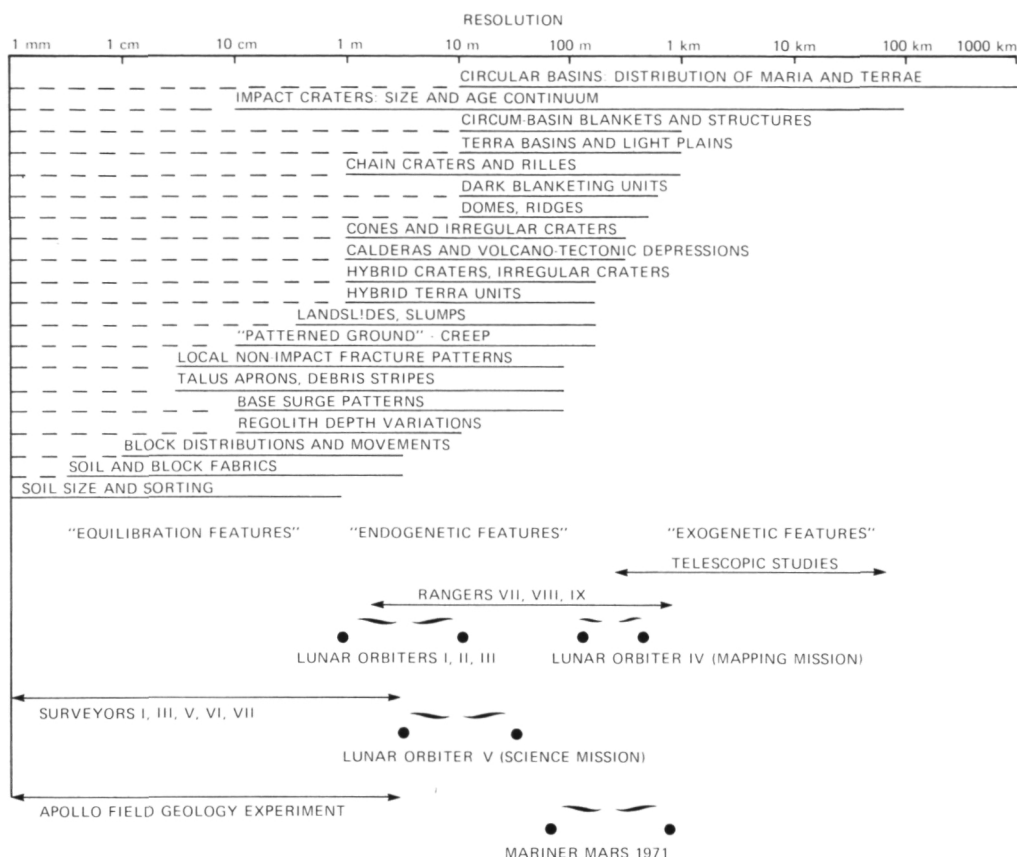 RESOLUTION
1 mm 1 cm 10 cm 1 m 10 m 100 m 1 km 10 km 100 km 1000 km
CIRCULAR BASINS: DISTRIBUTION OF MARIA AND TERRAE
IMPACT CRATERS: SIZE AND AGE CONTINUUM
CIRCUM-BASIN BLANKETS AND STRUCTURES
TERRA BASINS AND LIGHT PLAINS
CHAIN CRATERS AND RILLES
DARK BLANKETING UNITS
DOMES, RIDGES
CONES AND IRREGULAR CRATERS
CALDERAS AND VOLCANO-TECTONIC DEPRESSIONS
HYBRID CRATERS, IRREGULAR CRATERS
HYBRID TERRA UNITS
LANDSL!DES, SLUMPS
"PATTERNED GROUND" - CREEP
LOCAL NON-IMPACT FRACTURE PATTERNS
TALUS APRONS, DEBRIS STRIPES
BASE SURGE PATTERNS
REGOLITH DEPTH VARIATIONS
BLOCK DISTRIBUTIONS AND MOVEMENTS
SOIL AND BLOCK FABRICS
SOIL SIZE AND SORTING
"EQUILIBRATION FEATURES" "ENDOGENETIC FEATURES" "EXOGENETIC FEATURES"
TELESCOPIC STUDIES
RANGERS VII, VIII, IX
LUNAR ORBITERS I, II, III LUNAR ORBITER IV (MAPPING MISSION)
SURVEYORS I, III, V, VI, VII
LUNAR ORBITER V (SCIENCE MISSION)
APOLLO FIELD GEOLOGY EXPERIMENT
MARINER MARS 1971